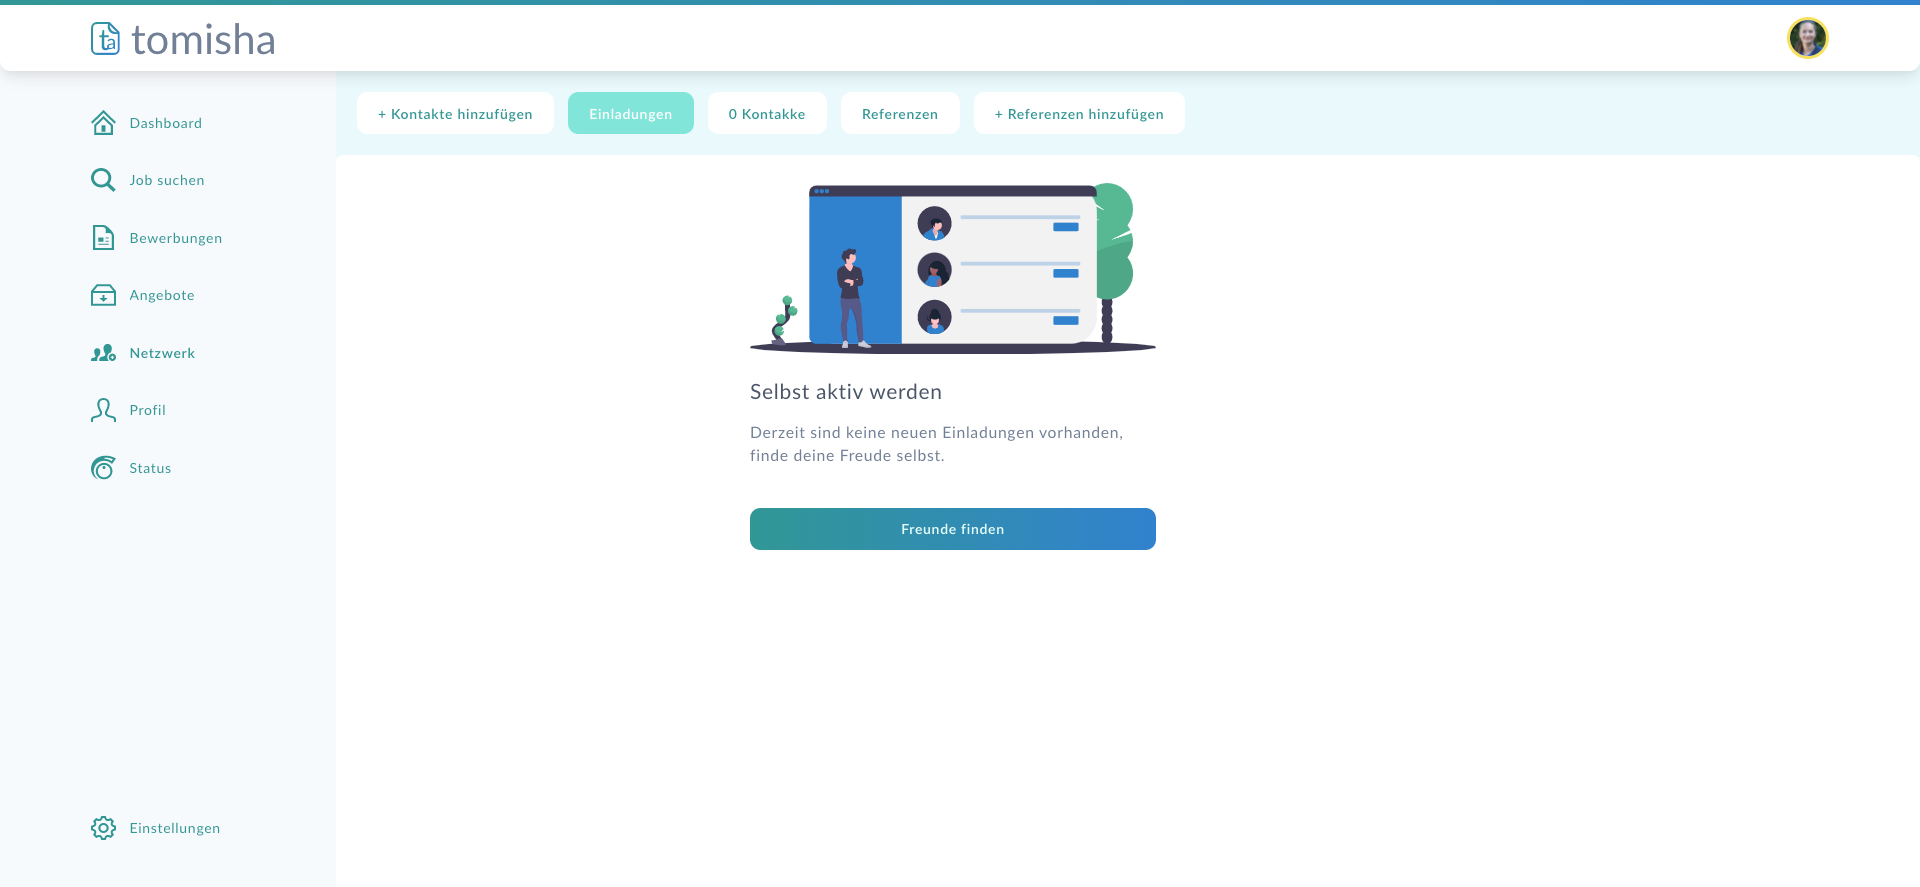 ta tomisha
Dashboard
Job suchen
Bewerbungen
Angebote
Netzwerk
Profil
Status
Einstellungen
+ Kontakte hinzufügen
Einladungen
0 Kontakke
Referenzen
+ Referenzen hinzufügen
Selbst aktiv werden
Derzeit sind keine neuen Einladungen vorhanden,
finde deine Freude selbst.
Freunde finden